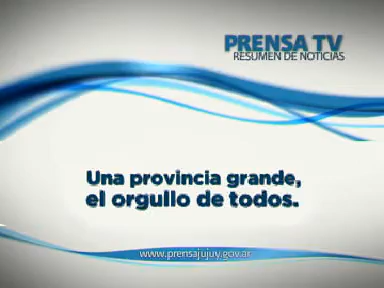 PRENSA TV
RESUMEN DE NOTICIAS
Una provincia grande,
el orgullo de todos.
www.prensajujuy.gov.ar